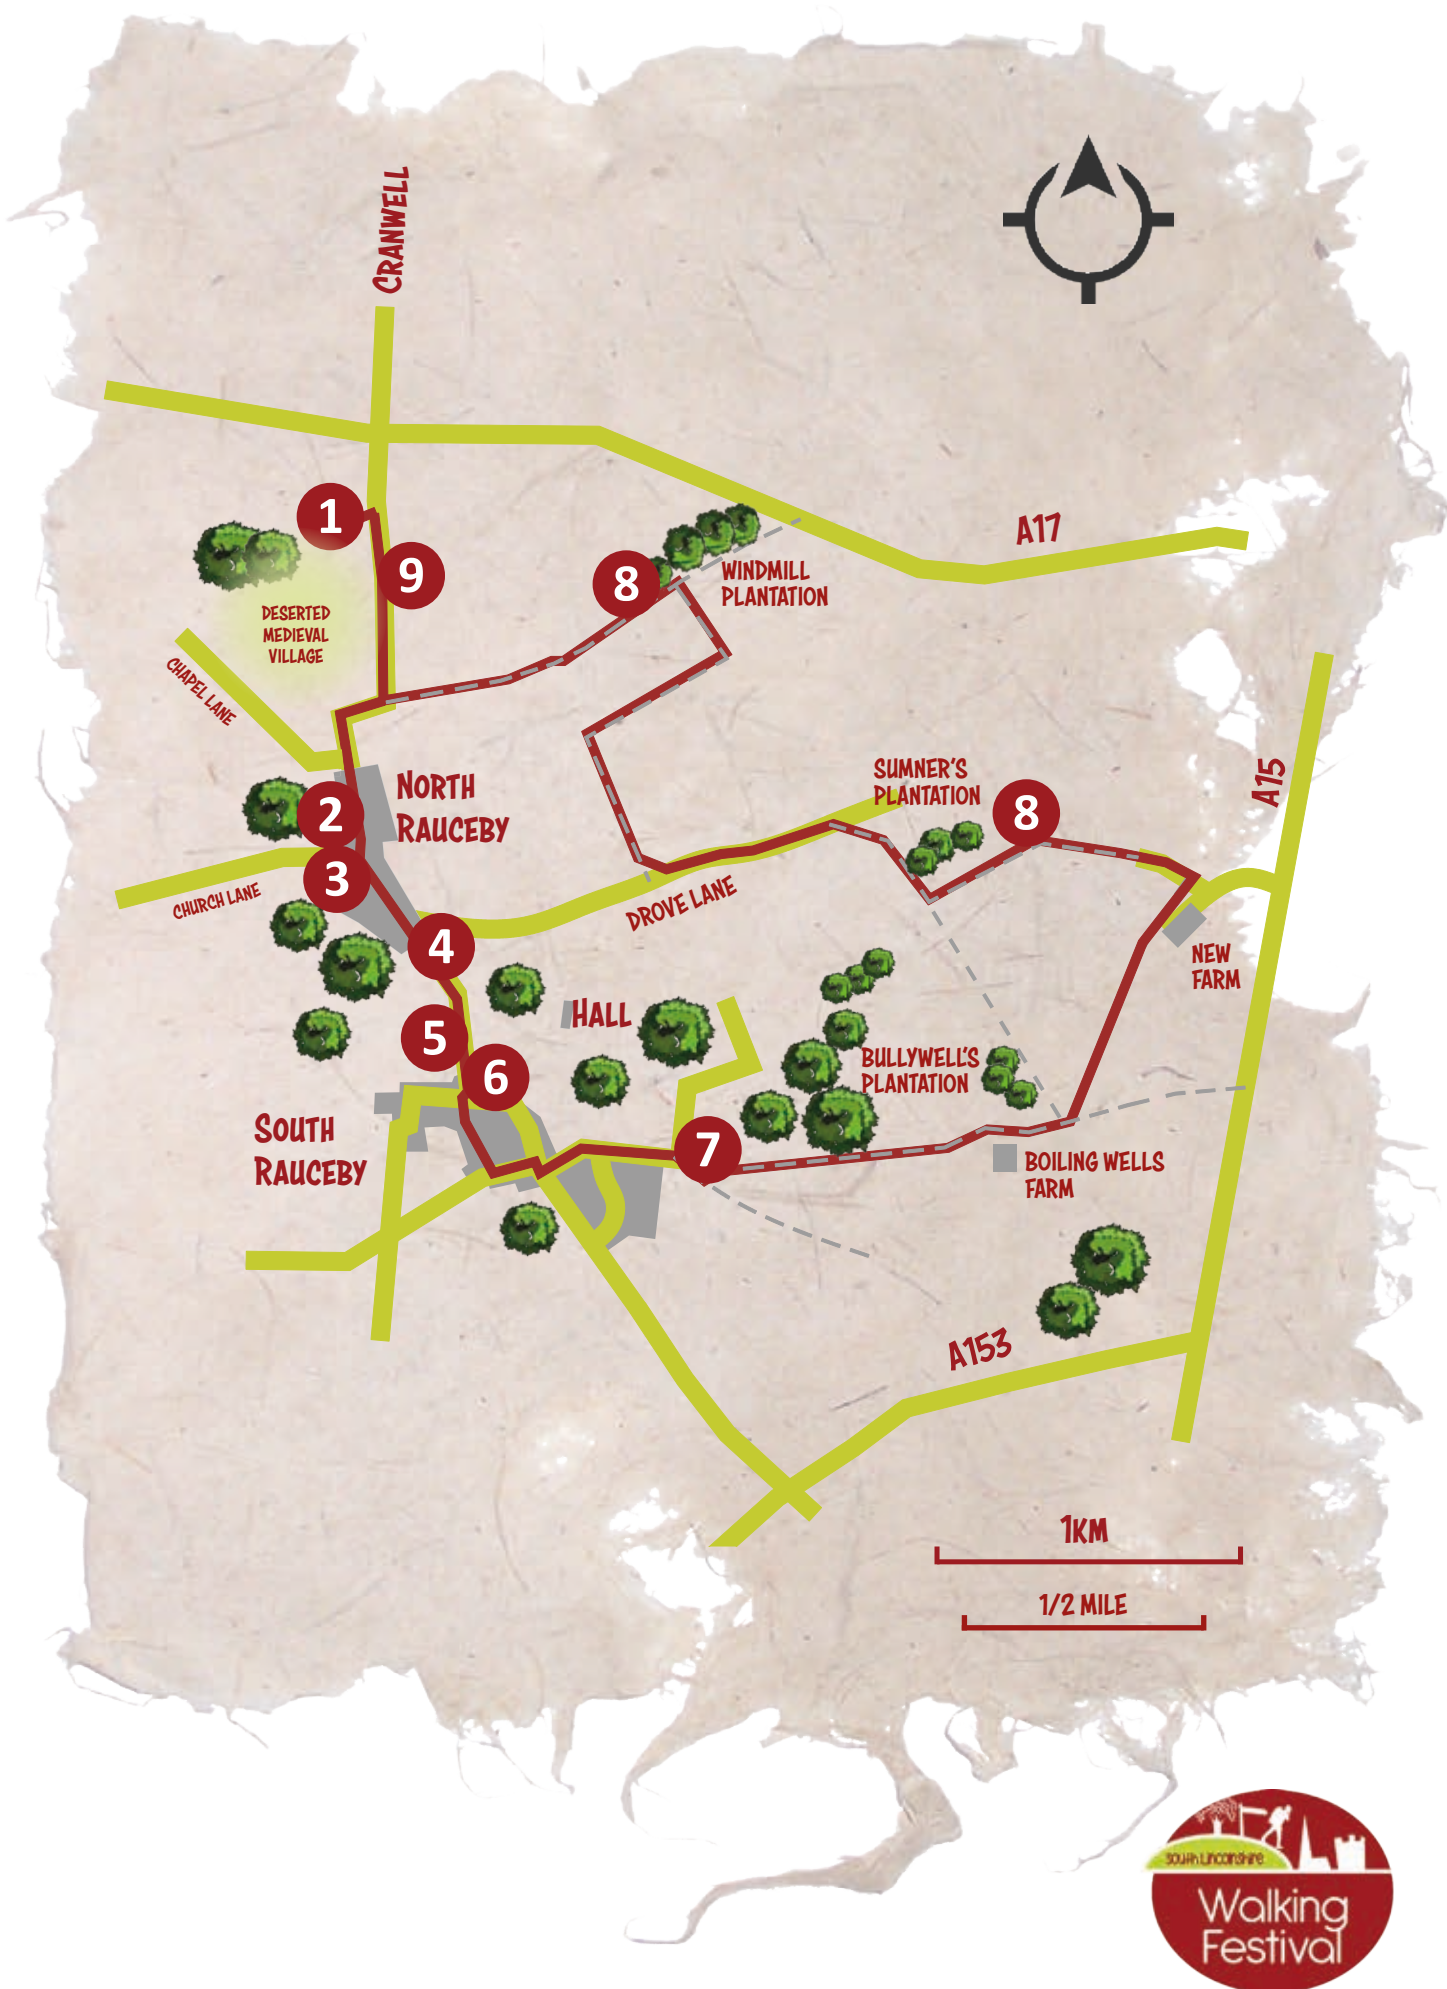 CRANWELL
1
9
8
A17
WINDMILL
PLANTATION
DESERTED
MEDIEVAL
VILLAGE
CHAPEL LANE
NORTH
RAUCEBY
2
3
CHURCH LANE
SUMNER'S
PLANTATION
8
A15
DROVE LANE
4
NEW
FARM
HALL
5
6
BULLYWELL'S
PLANTATION
SOUTH
RAUCEBY
7
BOILING WELLS
FARM
A153
1KM
1/2 MILE
South Lincolnshire
Walking
Festival